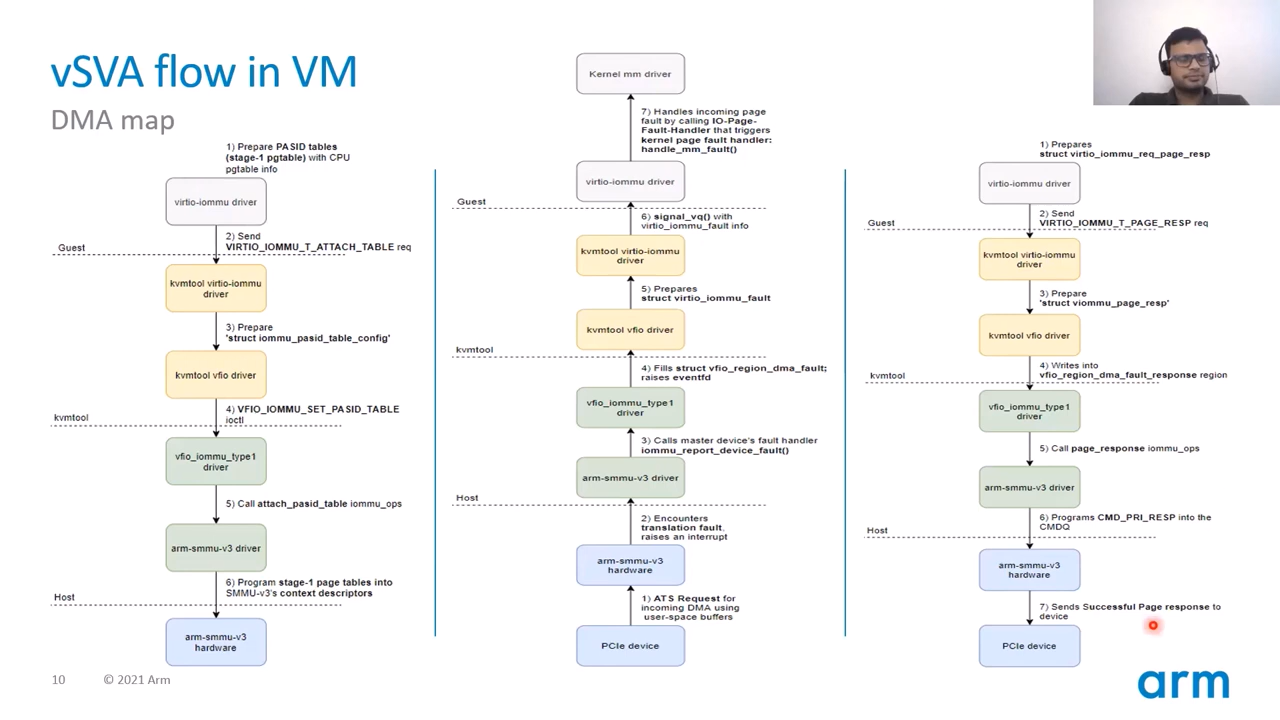 vSVA flow in VM
DMA map
1) Prepare PASID tables
(stage-1 pgtable) with CPU
pgtable info
virtio-iommu driver
2) Send
VIRTIO_IOMMU_T_ATTACH_TABLE req
Guest
kvmtool virtio-iommu
driver
3) Prepare
'struct iommu_pasid_table_config'
kvmtool vfio driver
4) VFIO_IOMMU_SET_PASID_TABLE
ioctl
kvmtool
vfio_iommu_type1
driver
5) Call attach_pasid_table iommu_ops
arm-smmu-v3 driver
6) Program stage-1 page tables into
SMMU-v3's context descriptors
Host
arm-smmu-v3
hardware
Kernel mm driver
7) Handles incoming page
fault by calling IO-Page-
Fault-Handler that triggers
kernel page fault handler:
handle_mm_fault()
virtio-iommu driver
Guest
6) signal_vq() with
virtio_iommu_fault info
kvmtool virtio-iommu
driver
5) Prepares
struct virtio_iommu_fault
kvmtool vfio driver
kvmtool
4) Fills struct vfio_region_dma_fault;
raises eventfd
vfio_iommu_type1
driver
3) Calls master device's fault handler
iommu_report_device_fault()
arm-smmu-v3 driver
Host
2) Encounters
translation fault,
raises an interrupt
arm-smmu-v3
hardware
1) ATS Request for
incoming DMA using
user-space buffers
PCIe device
1) Prepares
struct virtio_iommu_req_page_resp
virtio-iommu driver
2) Send
VIRTIO_IOMMU_T_PAGE_RESP req
Guest
kvmtool virtio-iommu
driver
3) Prepare
'struct viommu_page_resp'
kvmtool vfio driver
4) Writes into
vfio_region_dma_fault_response region
kvmtool
vfio_iommu_type1
driver
5) Call page_response iommu_ops
arm-smmu-v3 driver
6) Programs CMD_PRI_RESP into the
CMDQ
Host
arm-smmu-v3
hardware
7) Sends Successful Page response to
device
PCIe device
10 © 2021 Arm
arm